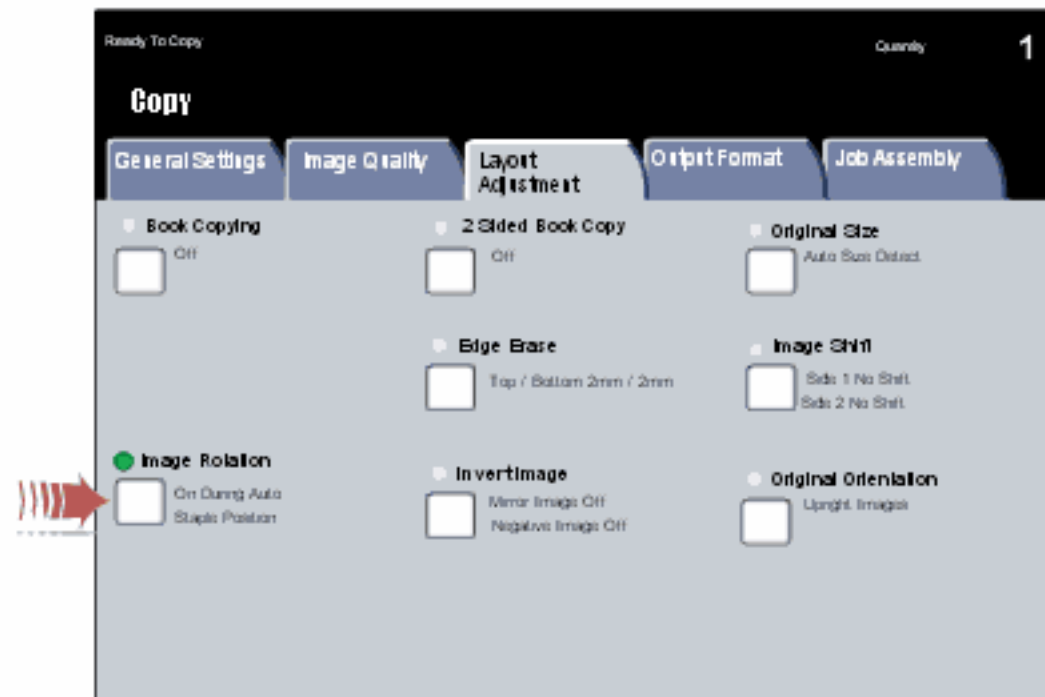 Ready To Copy
Quantity 1
Copy
General Settings
Image Quality
Layout
Adjustment
Output Format
Job Assembly
Book Copying
Off
2 Sided Book Copy
Off
Original Size
Auto Size Detect
Edge Erase
Top / Bottom 2mm / 2mm
Image Shift
Side 1 No Shift
Side 2 No Shift
Image Rotation
On During Auto
Staple Position
Invert Image
Mirror Image Off
Negative Image Off
Original Orientation
Upright Images